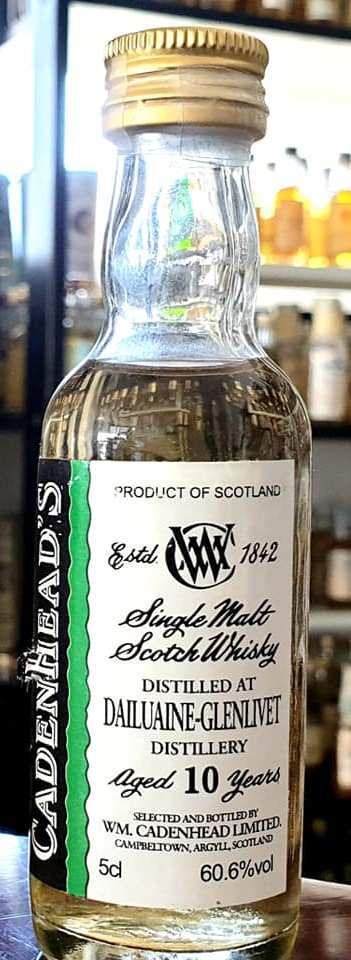 CADENHEAD'S
PRODUCT OF SCOTLAND
Estd. WC 1842
Single Malt
Scotch Whisky
DISTILLED AT
DAILUAINE-GLENLIVET
DISTILLERY
Aged 10 Years
SELECTED AND BOTTLED BY
WM. CADENHEAD LIMITED.
CAMPBELTOWN, ARGYLL, SCOTLAND
5cl 60.6%vol